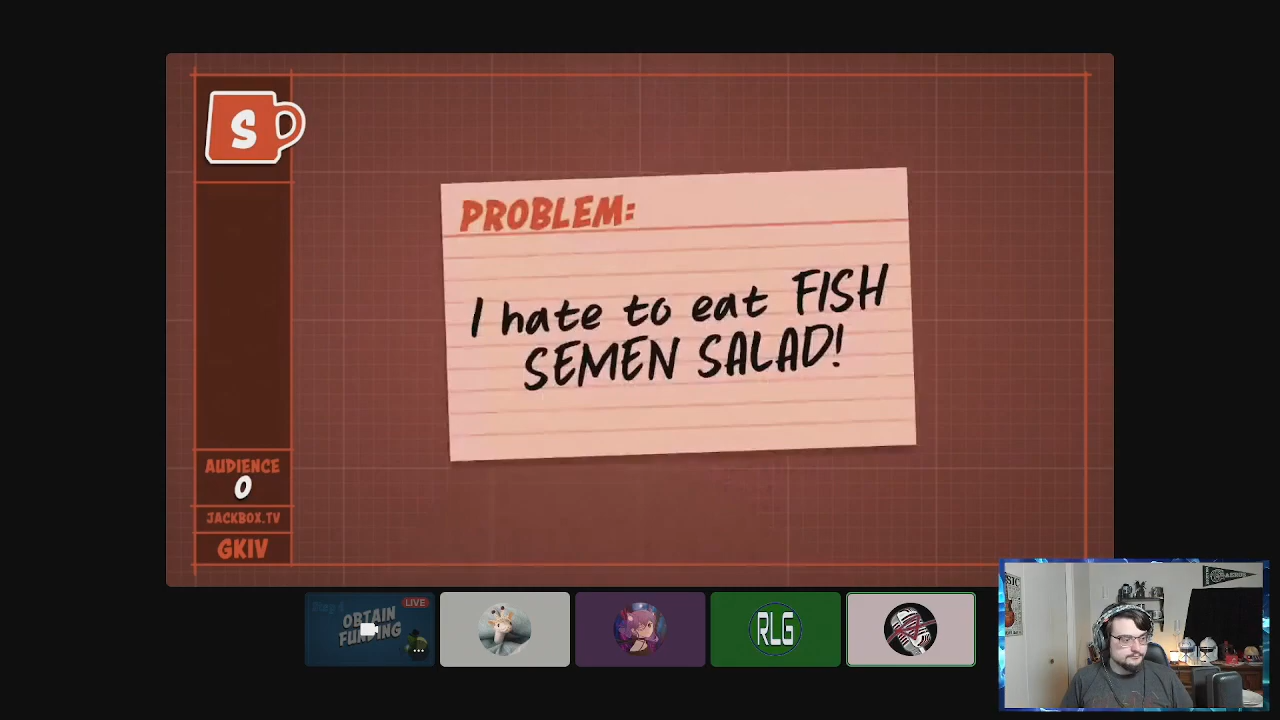 S
PROBLEM:
I hate to eat FISH
SEMEN SALAD!
AUDIENCE
0
JACKBOX.TV
GKIV
LIVE
OBTAIN
FUNDING
RLG